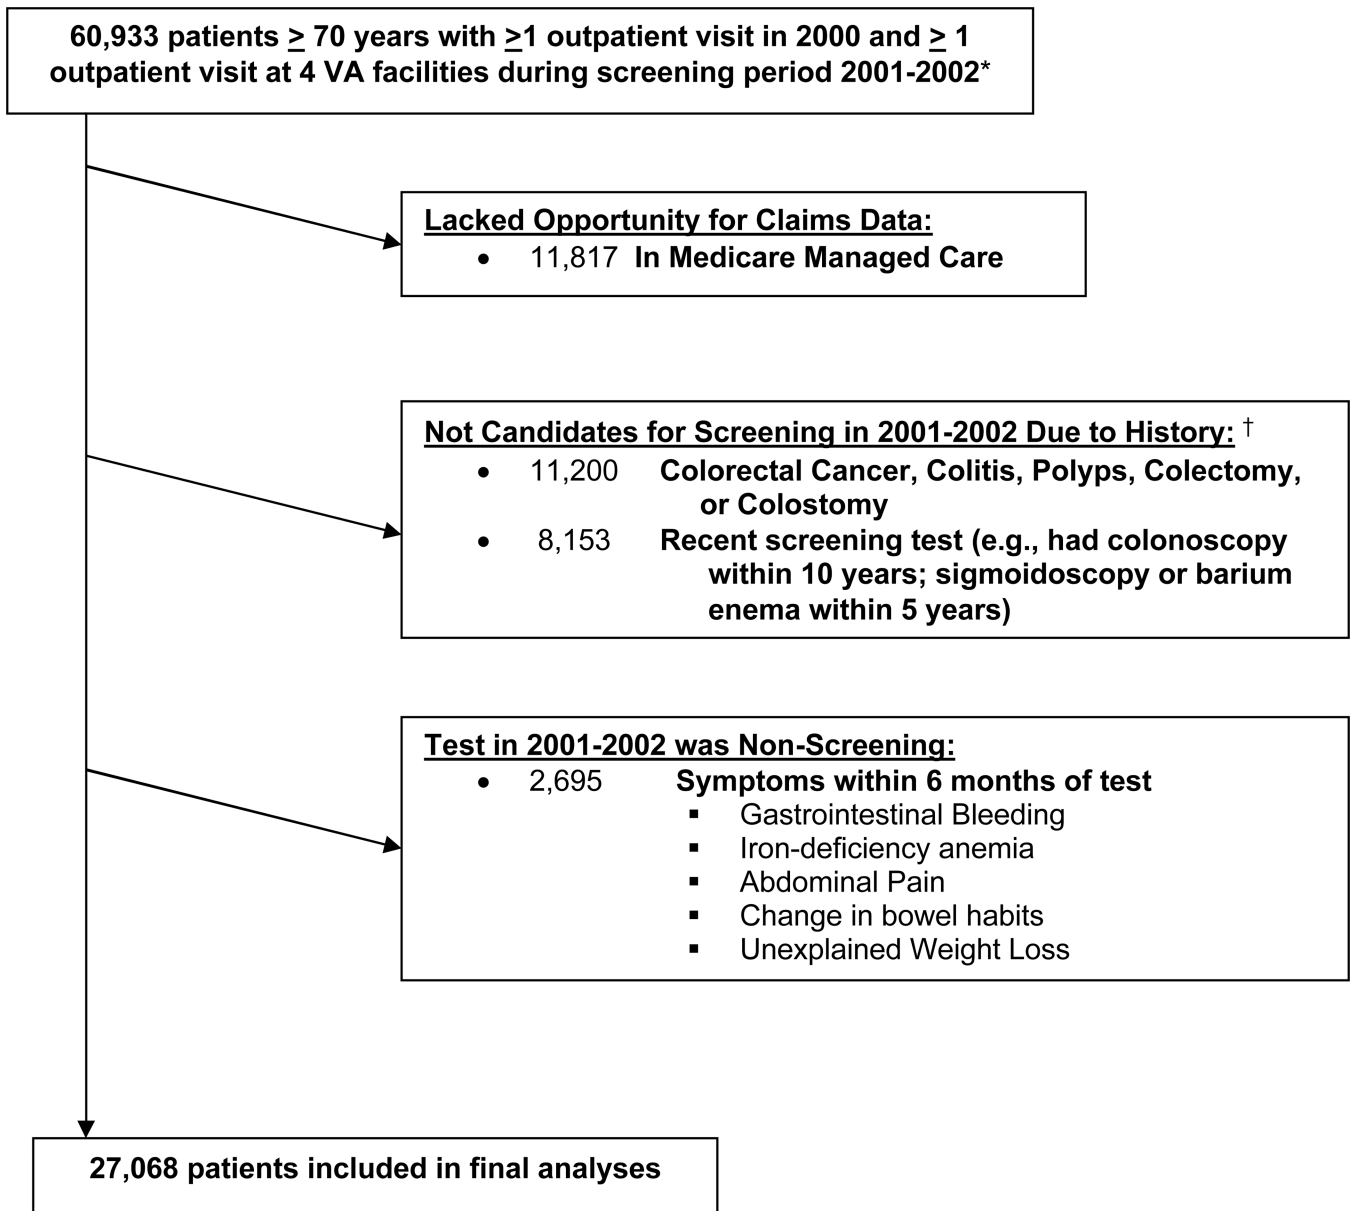 60,933 patients ≥ 70 years with ≥1 outpatient visit in 2000 and ≥ 1
outpatient visit at 4 VA facilities during screening period 2001-2002*
Lacked Opportunity for Claims Data:
• 11,817 In Medicare Managed Care
Not Candidates for Screening in 2001-2002 Due to History: †
• 11,200 Colorectal Cancer, Colitis, Polyps, Colectomy,
or Colostomy
• 8,153 Recent screening test (e.g., had colonoscopy
within 10 years; sigmoidoscopy or barium
enema within 5 years)
Test in 2001-2002 was Non-Screening:
• 2,695 Symptoms within 6 months of test
▪ Gastrointestinal Bleeding
▪ Iron-deficiency anemia
▪ Abdominal Pain
▪ Change in bowel habits
▪ Unexplained Weight Loss
27,068 patients included in final analyses